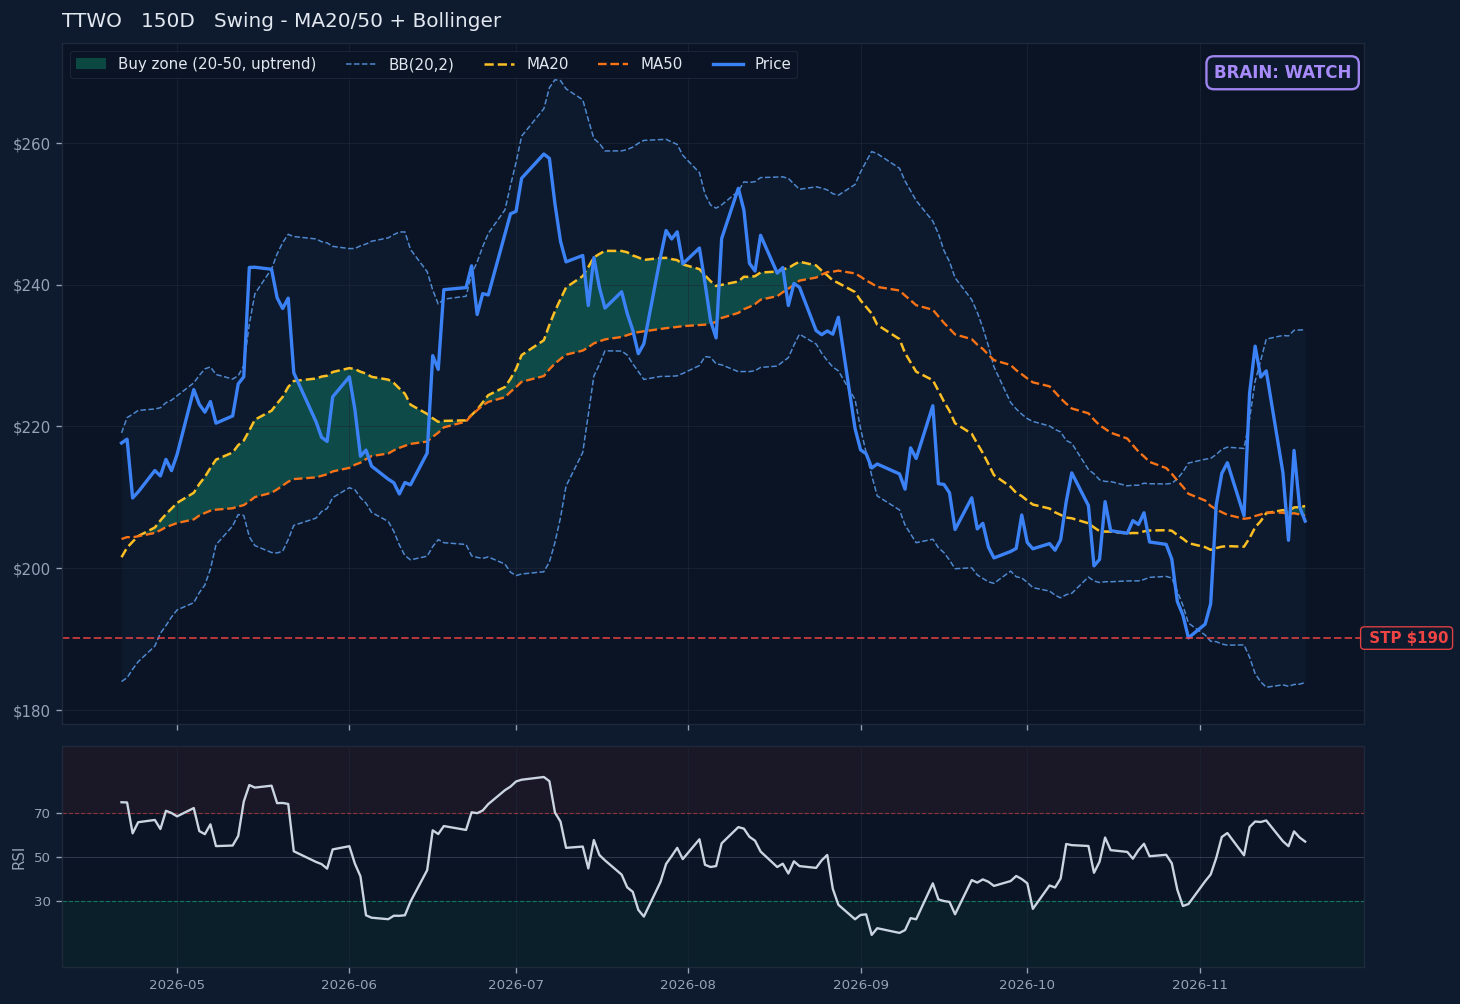 TTWO   150D   Swing - MA20/50 + Bollinger
Buy zone (20-50, uptrend)   BB(20,2)   MA20   MA50   Price
BRAIN: WATCH
$260
$240
$220
$200
STP $190
$180
70
50
30
RSI
2026-05   2026-06   2026-07   2026-08   2026-09   2026-10   2026-11